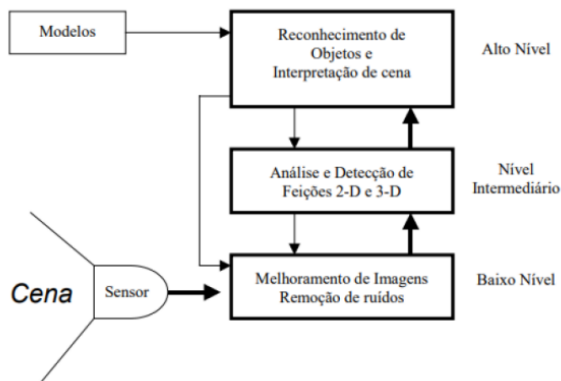 Modelos
Reconhecimento de
Objetos e
Interpretação de cena
Alto Nível
Análise e Detecção de
Feições 2-D e 3-D
Nível
Intermediário
Cena
Sensor
Melhoramento de Imagens
Remoção de ruídos
Baixo Nível